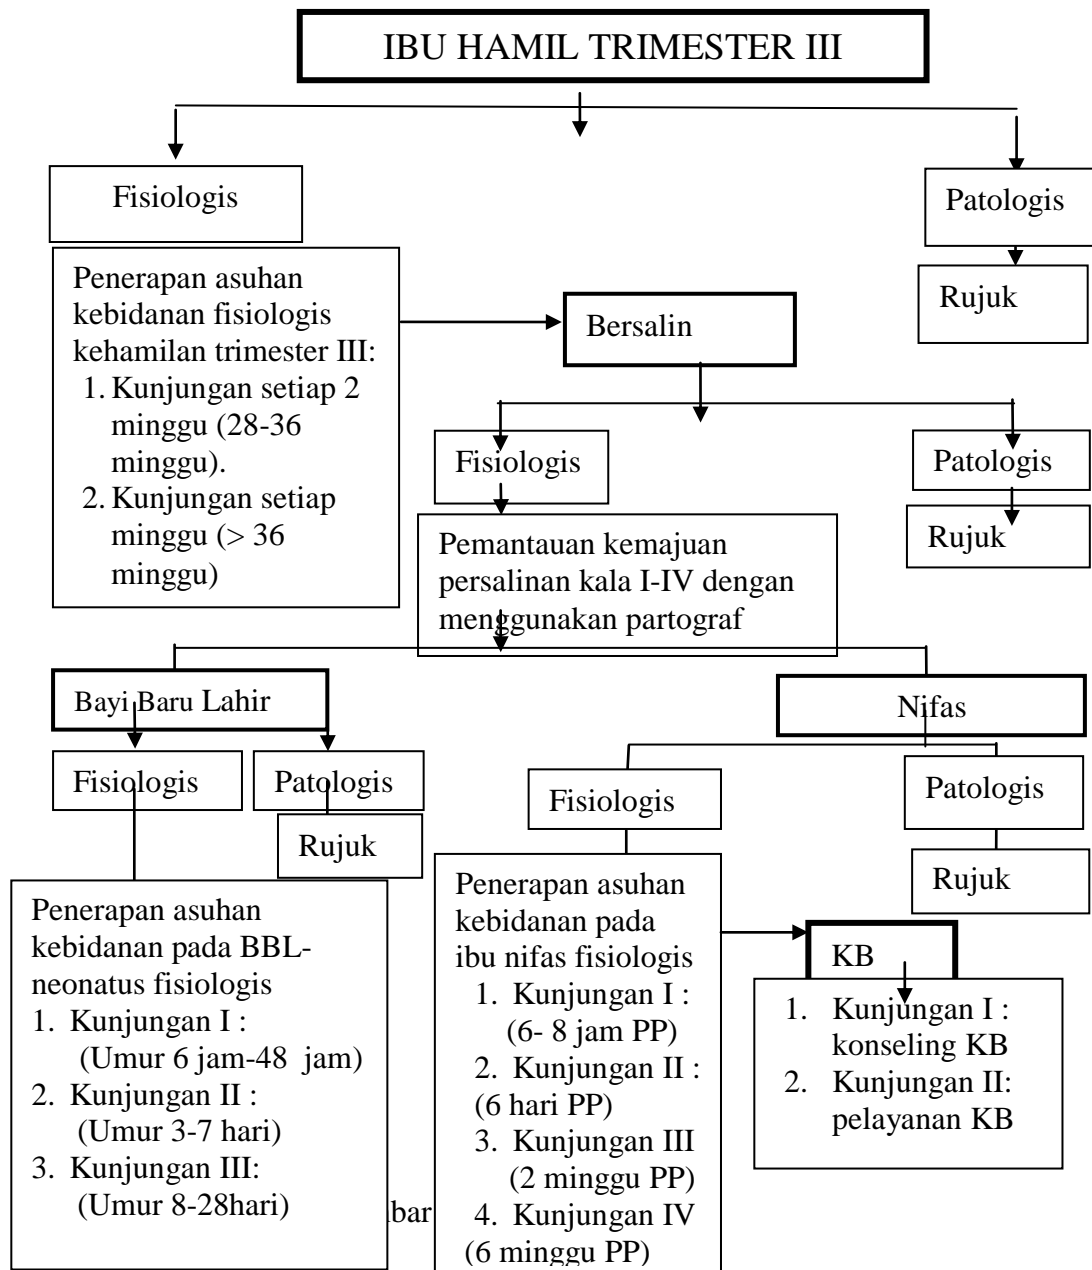 IBU HAMIL TRIMESTER III
Fisiologis
Patologis
Penerapan asuhan
kebidanan fisiologis
kehamilan trimester III:
1. Kunjungan setiap 2
minggu (28-36
minggu).
2. Kunjungan setiap
minggu (> 36
minggu)
Rujuk
Bersalin
Fisiologis
Patologis
Rujuk
Pemantauan kemajuan
persalinan kala I-IV dengan
menggunakan partograf
Bayi Baru Lahir
Nifas
Fisiologis
Patologis
Rujuk
Fisiologis
Patologis
Rujuk
Penerapan asuhan
kebidanan pada BBL-
neonatus fisiologis
1. Kunjungan I :
(Umur 6 jam-48 jam)
2. Kunjungan II :
(Umur 3-7 hari)
3. Kunjungan III:
(Umur 8-28hari)
Penerapan asuhan
kebidanan pada
ibu nifas fisiologis
1. Kunjungan I :
(6- 8 jam PP)
2. Kunjungan II :
(6 hari PP)
3. Kunjungan III
(2 minggu PP)
4. Kunjungan IV
(6 minggu PP)
KB
1. Kunjungan I :
konseling KB
2. Kunjungan II:
pelayanan KB